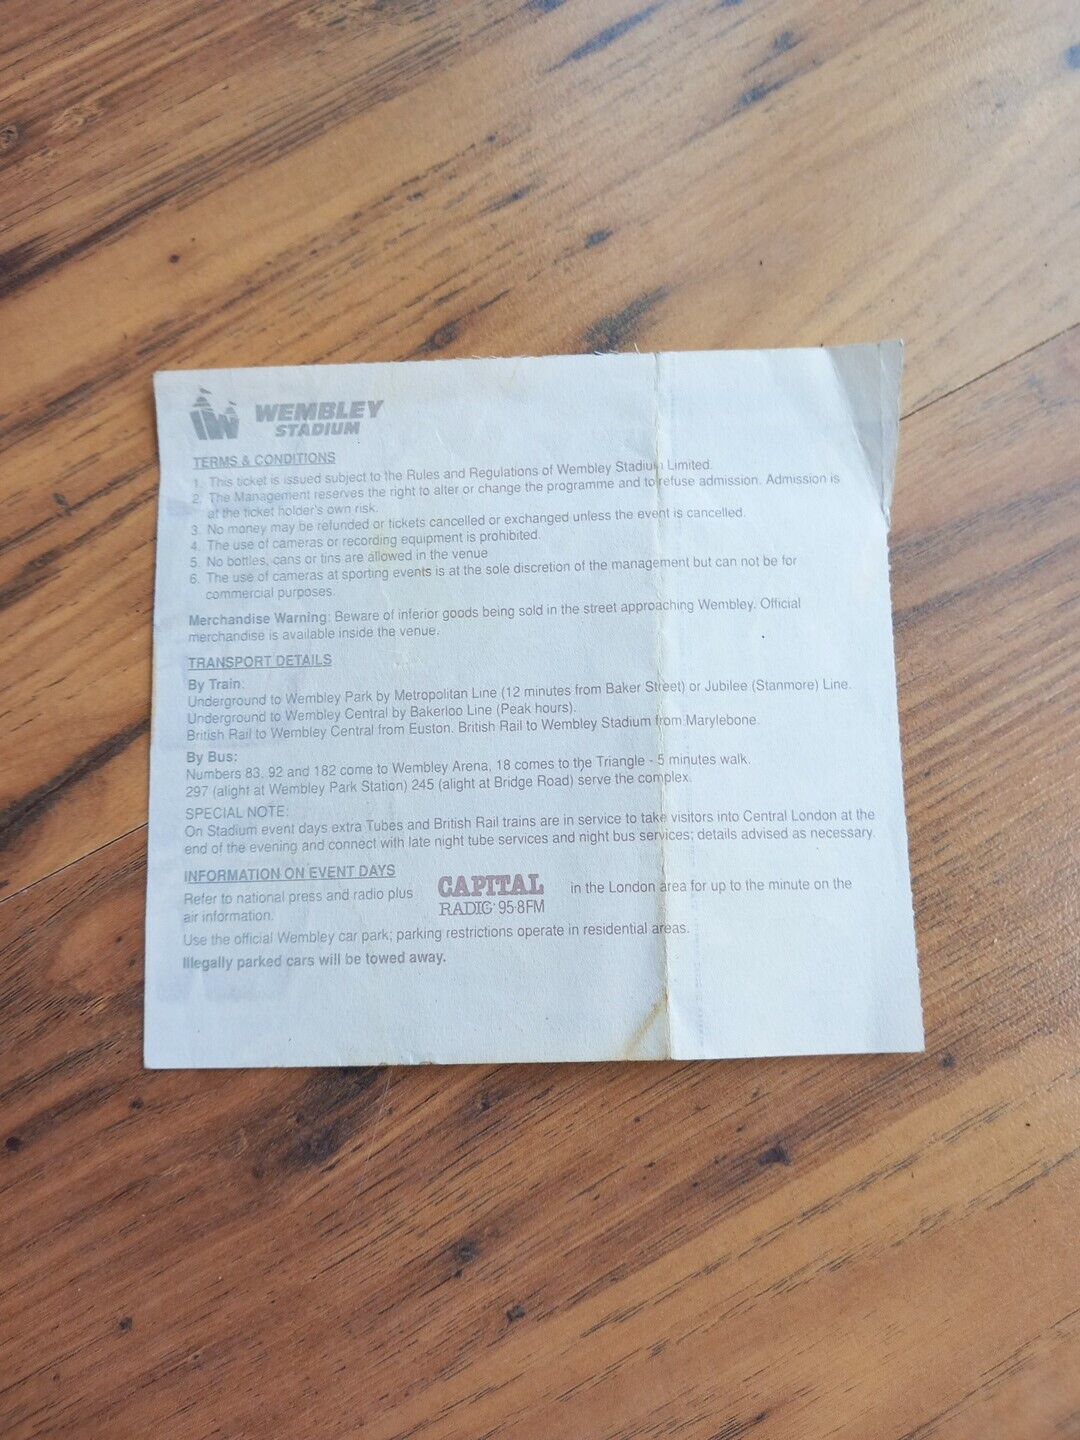 WEMBLEY
STADIUM
TERMS & CONDITIONS
1. This ticket is issued subject to the Rules and Regulations of Wembley Stadium Limited.
2. The Management reserves the right to alter or change the programme and to refuse admission. Admission is
at the ticket holder's own risk.
3. No money may be refunded or tickets cancelled or exchanged unless the event is cancelled.
4. The use of cameras or recording equipment is prohibited.
5. No bottles, cans or tins are allowed in the venue
6. The use of cameras at sporting events is at the sole discretion of the management but can not be for
commercial purposes.
Merchandise Warning: Beware of inferior goods being sold in the street approaching Wembley. Official
merchandise is available inside the venue.
TRANSPORT DETAILS
By Train:
Underground to Wembley Park by Metropolitan Line (12 minutes from Baker Street) or Jubilee (Stanmore) Line.
Underground to Wembley Central by Bakerloo Line (Peak hours).
British Rail to Wembley Central from Euston. British Rail to Wembley Stadium from Marylebone.
By Bus:
Numbers 83, 92 and 182 come to Wembley Arena, 18 comes to the Triangle - 5 minutes walk.
297 (alight at Wembley Park Station) 245 (alight at Bridge Road) serve the complex.
SPECIAL NOTE:
On Stadium event days extra Tubes and British Rail trains are in service to take visitors into Central London at the
end of the evening and connect with late night tube services and night bus services; details advised as necessary.
INFORMATION ON EVENT DAYS
Refer to national press and radio plus CAPITAL RADIO 95·8FM in the London area for up to the minute on the
air information.
Use the official Wembley car park; parking restrictions operate in residential areas.
Illegally parked cars will be towed away.